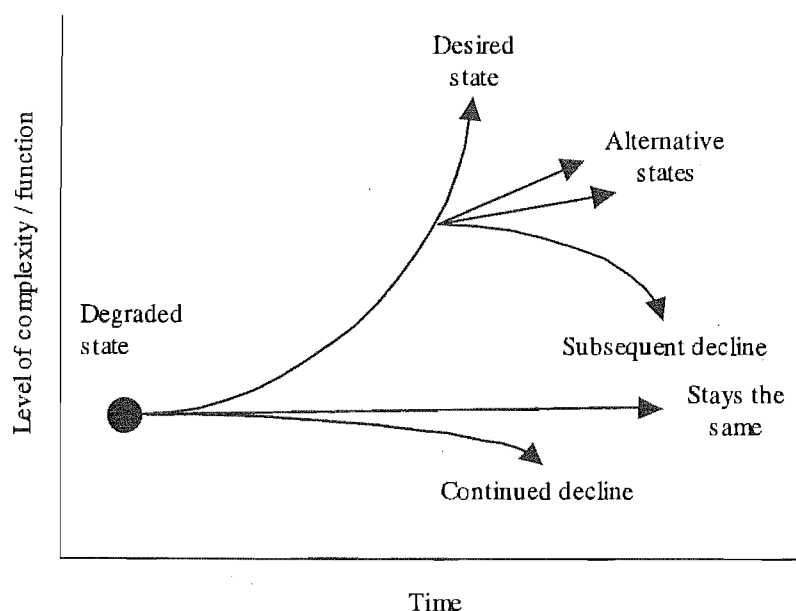 Desired
state
Alternative
states
Level of complexity / function
Degraded
state
Subsequent decline
Stays the
same
Continued decline
Time